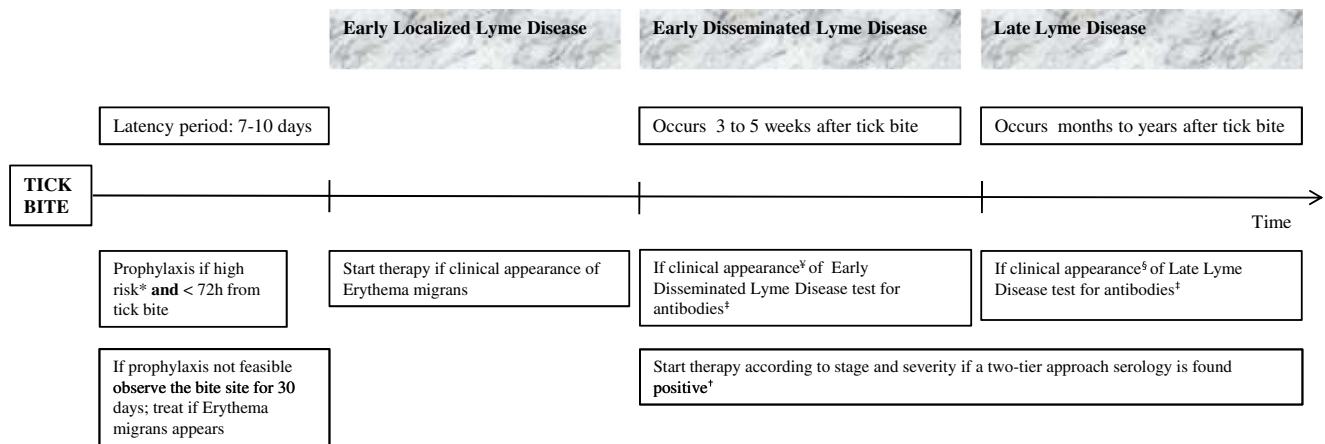 Early Localized Lyme Disease
Early Disseminated Lyme Disease
Late Lyme Disease
Latency period: 7-10 days
Occurs 3 to 5 weeks after tick bite
Occurs months to years after tick bite
TICK
BITE
Time
Prophylaxis if high
risk* and < 72h from
tick bite
Start therapy if clinical appearance of
Erythema migrans
If clinical appearance¥ of Early
Disseminated Lyme Disease test for
antibodies‡
If clinical appearance§ of Late Lyme
Disease test for antibodies‡
If prophylaxis not feasible
observe the bite site for 30
days; treat if Erythema
migrans appears
Start therapy according to stage and severity if a two-tier approach serology is found
positive†